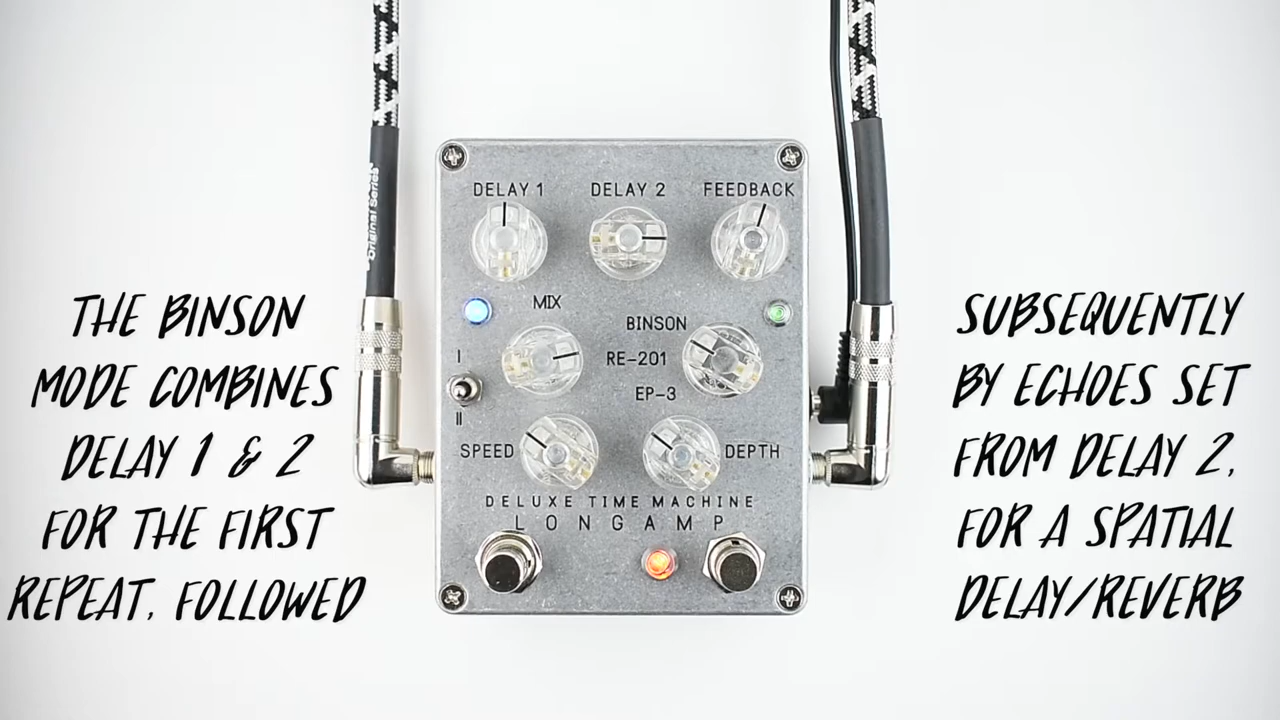 THE BINSON
MODE COMBINES
DELAY 1 & 2
FOR THE FIRST
REPEAT, FOLLOWED
Original Series
DELAY 1
DELAY 2
FEEDBACK
MIX
BINSON
I
RE-201
EP-3
II
SPEED
DEPTH
DELUXE TIME MACHINE
LONGAMP
SUBSEQUENTLY
BY ECHOES SET
FROM DELAY 2,
FOR A SPATIAL
DELAY/REVERB